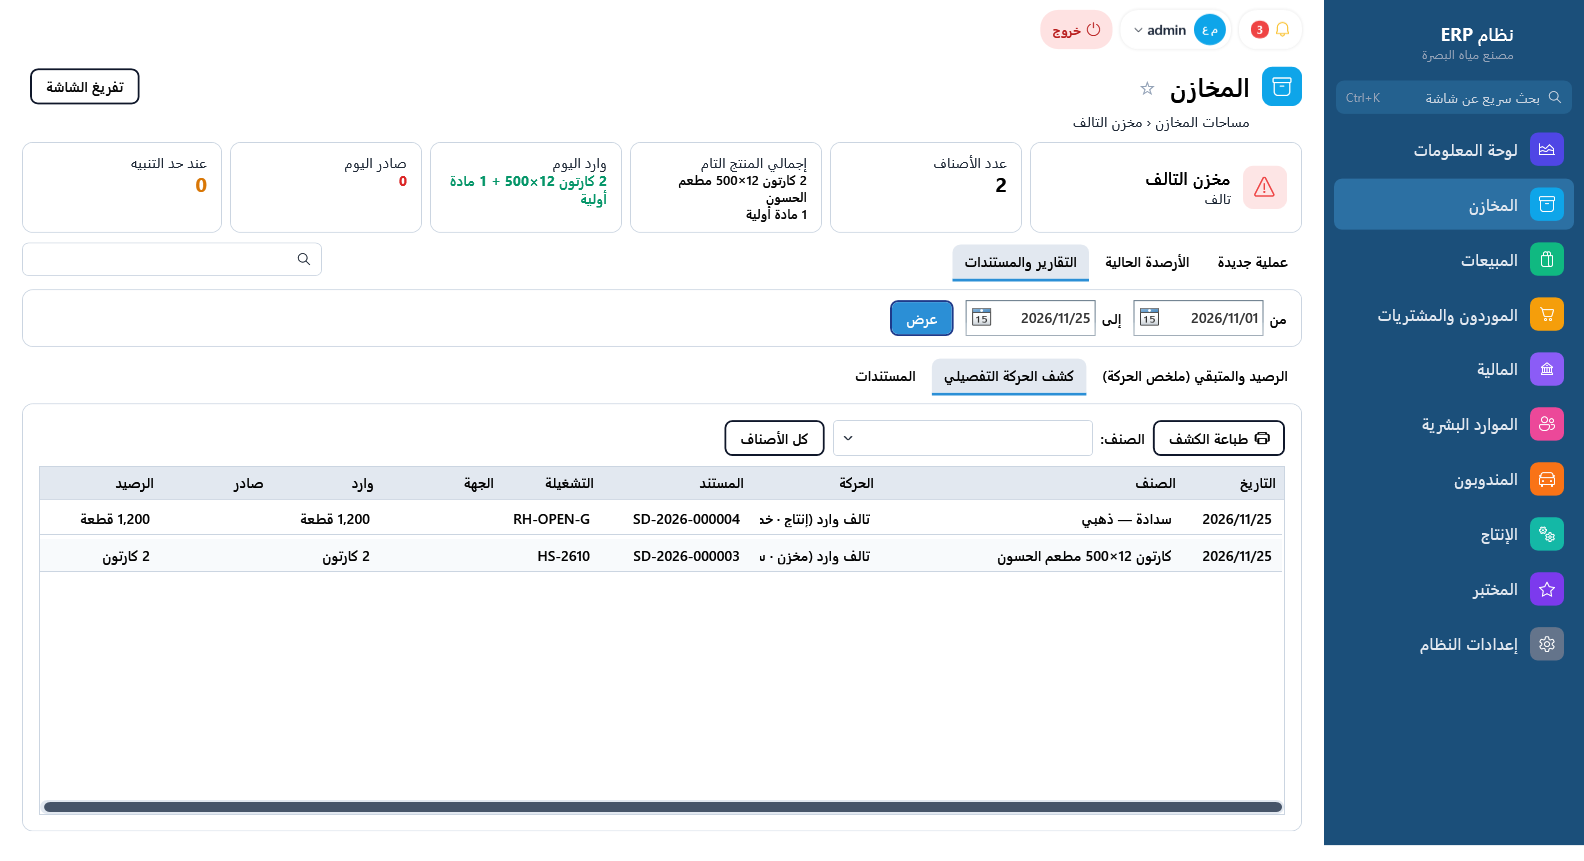 نظام ERP
مصنع مياه البصرة
بحث سريع عن شاشة
Ctrl+K
لوحة المعلومات
المخازن
المبيعات
الموردون والمشتريات
المالية
الموارد البشرية
المندوبون
الإنتاج
المختبر
إعدادات النظام
3
م ع
admin
خروج
المخازن
مساحات المخازن › مخزن التالف
تفريغ الشاشة
مخزن التالف
تالف
عدد الأصناف
2
إجمالي المنتج التام
2 كارتون 12×500 مطعم
الحسون
1 مادة أولية
وارد اليوم
2 كارتون 12×500 + 1 مادة
أولية
صادر اليوم
0
عند حد التنبيه
0
عملية جديدة
الأرصدة الحالية
التقارير والمستندات
من
2026/11/01
15
إلى
2026/11/25
15
عرض
الرصيد والمتبقي (ملخص الحركة)
كشف الحركة التفصيلي
المستندات
طباعة الكشف
الصنف:
كل الأصناف
التاريخ الصنف الحركة المستند التشغيلة الجهة وارد صادر الرصيد
2026/11/25 سدادة — ذهبي تالف وارد (إنتاج · خد SD-2026-000004 RH-OPEN-G 1,200 قطعة 1,200 قطعة
2026/11/25 كارتون 12×500 مطعم الحسون تالف وارد (مخزن · س SD-2026-000003 HS-2610 2 كارتون 2 كارتون